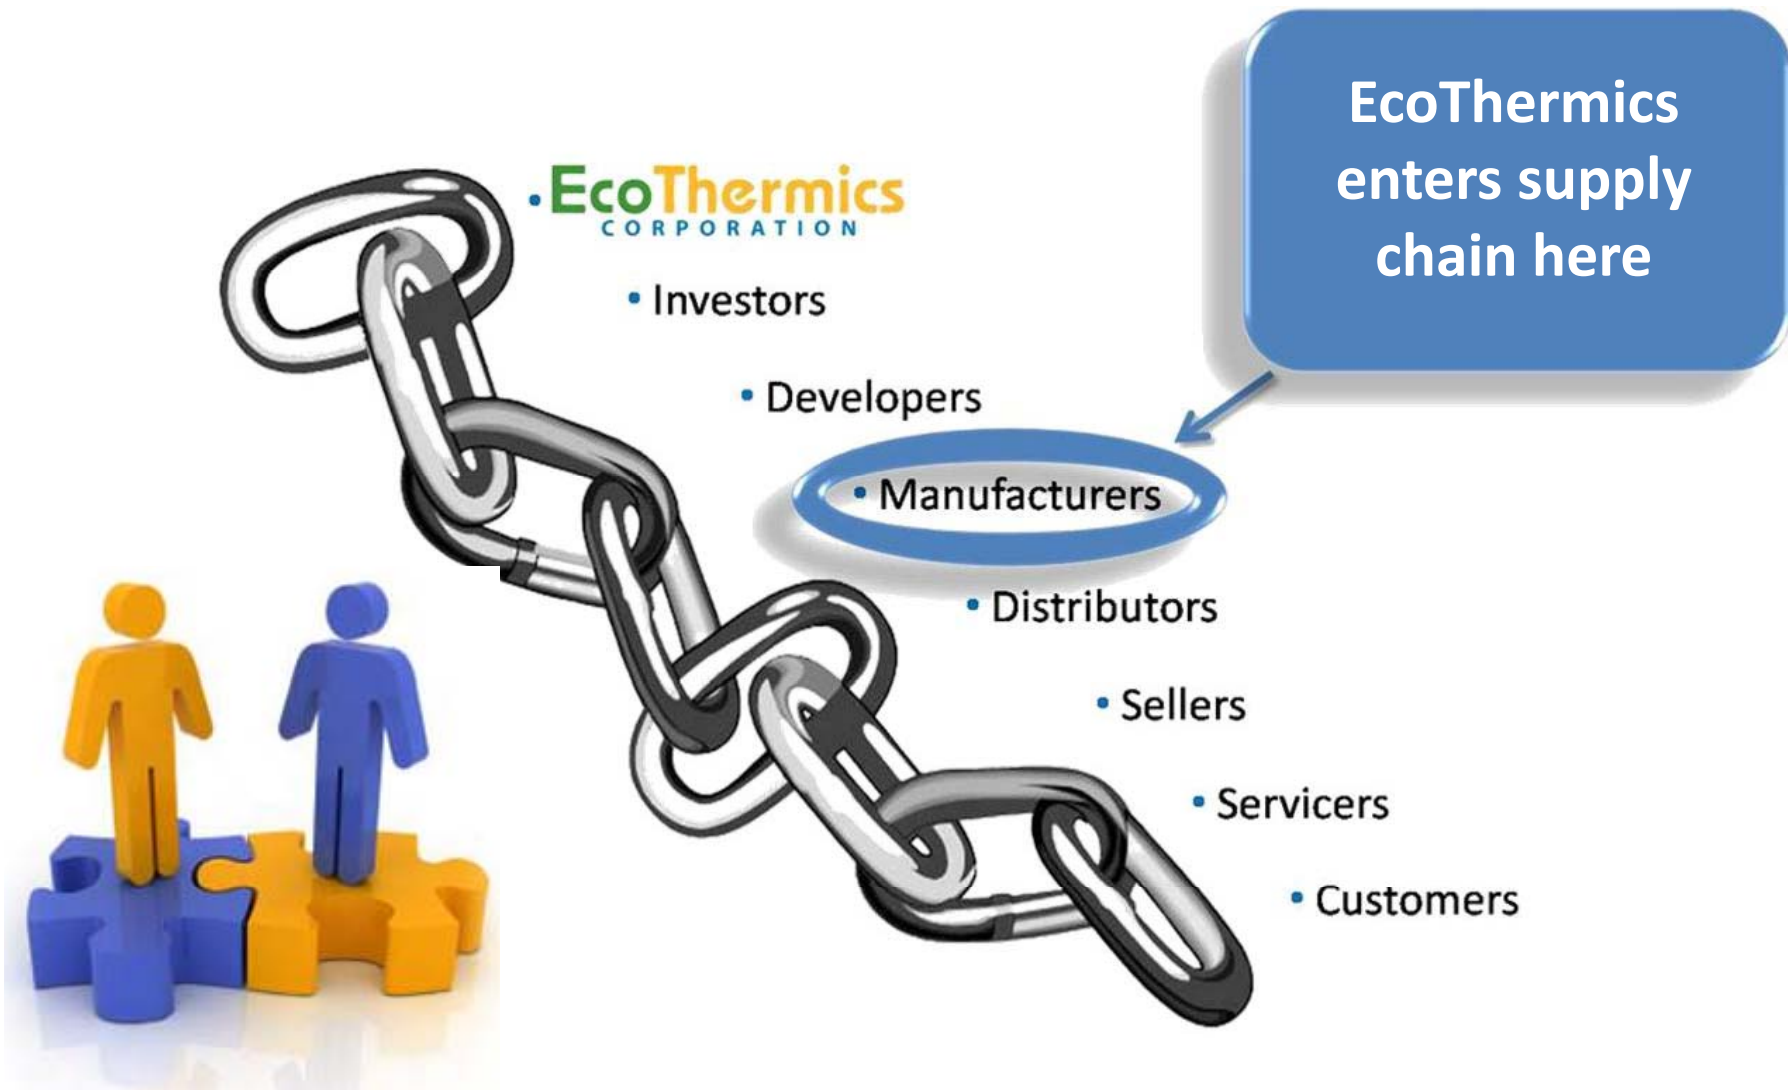 EcoThermics
enters supply
chain here
• EcoThermics
CORPORATION
• Investors
• Developers
• Manufacturers
• Distributors
• Sellers
• Servicers
• Customers